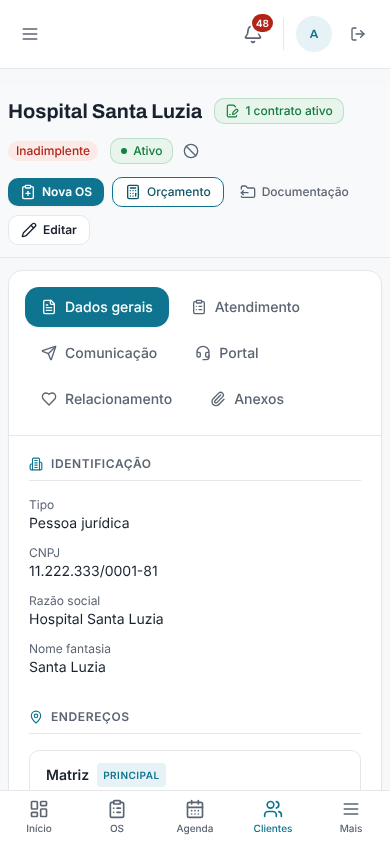 48
A
Hospital Santa Luzia
1 contrato ativo
Inadimplente
Ativo
Nova OS
Orçamento
Documentação
Editar
Dados gerais
Atendimento
Comunicação
Portal
Relacionamento
Anexos
IDENTIFICAÇÃO
Tipo
Pessoa jurídica
CNPJ
11.222.333/0001-81
Razão social
Hospital Santa Luzia
Nome fantasia
Santa Luzia
ENDEREÇOS
Matriz PRINCIPAL
Início
OS
Agenda
Clientes
Mais